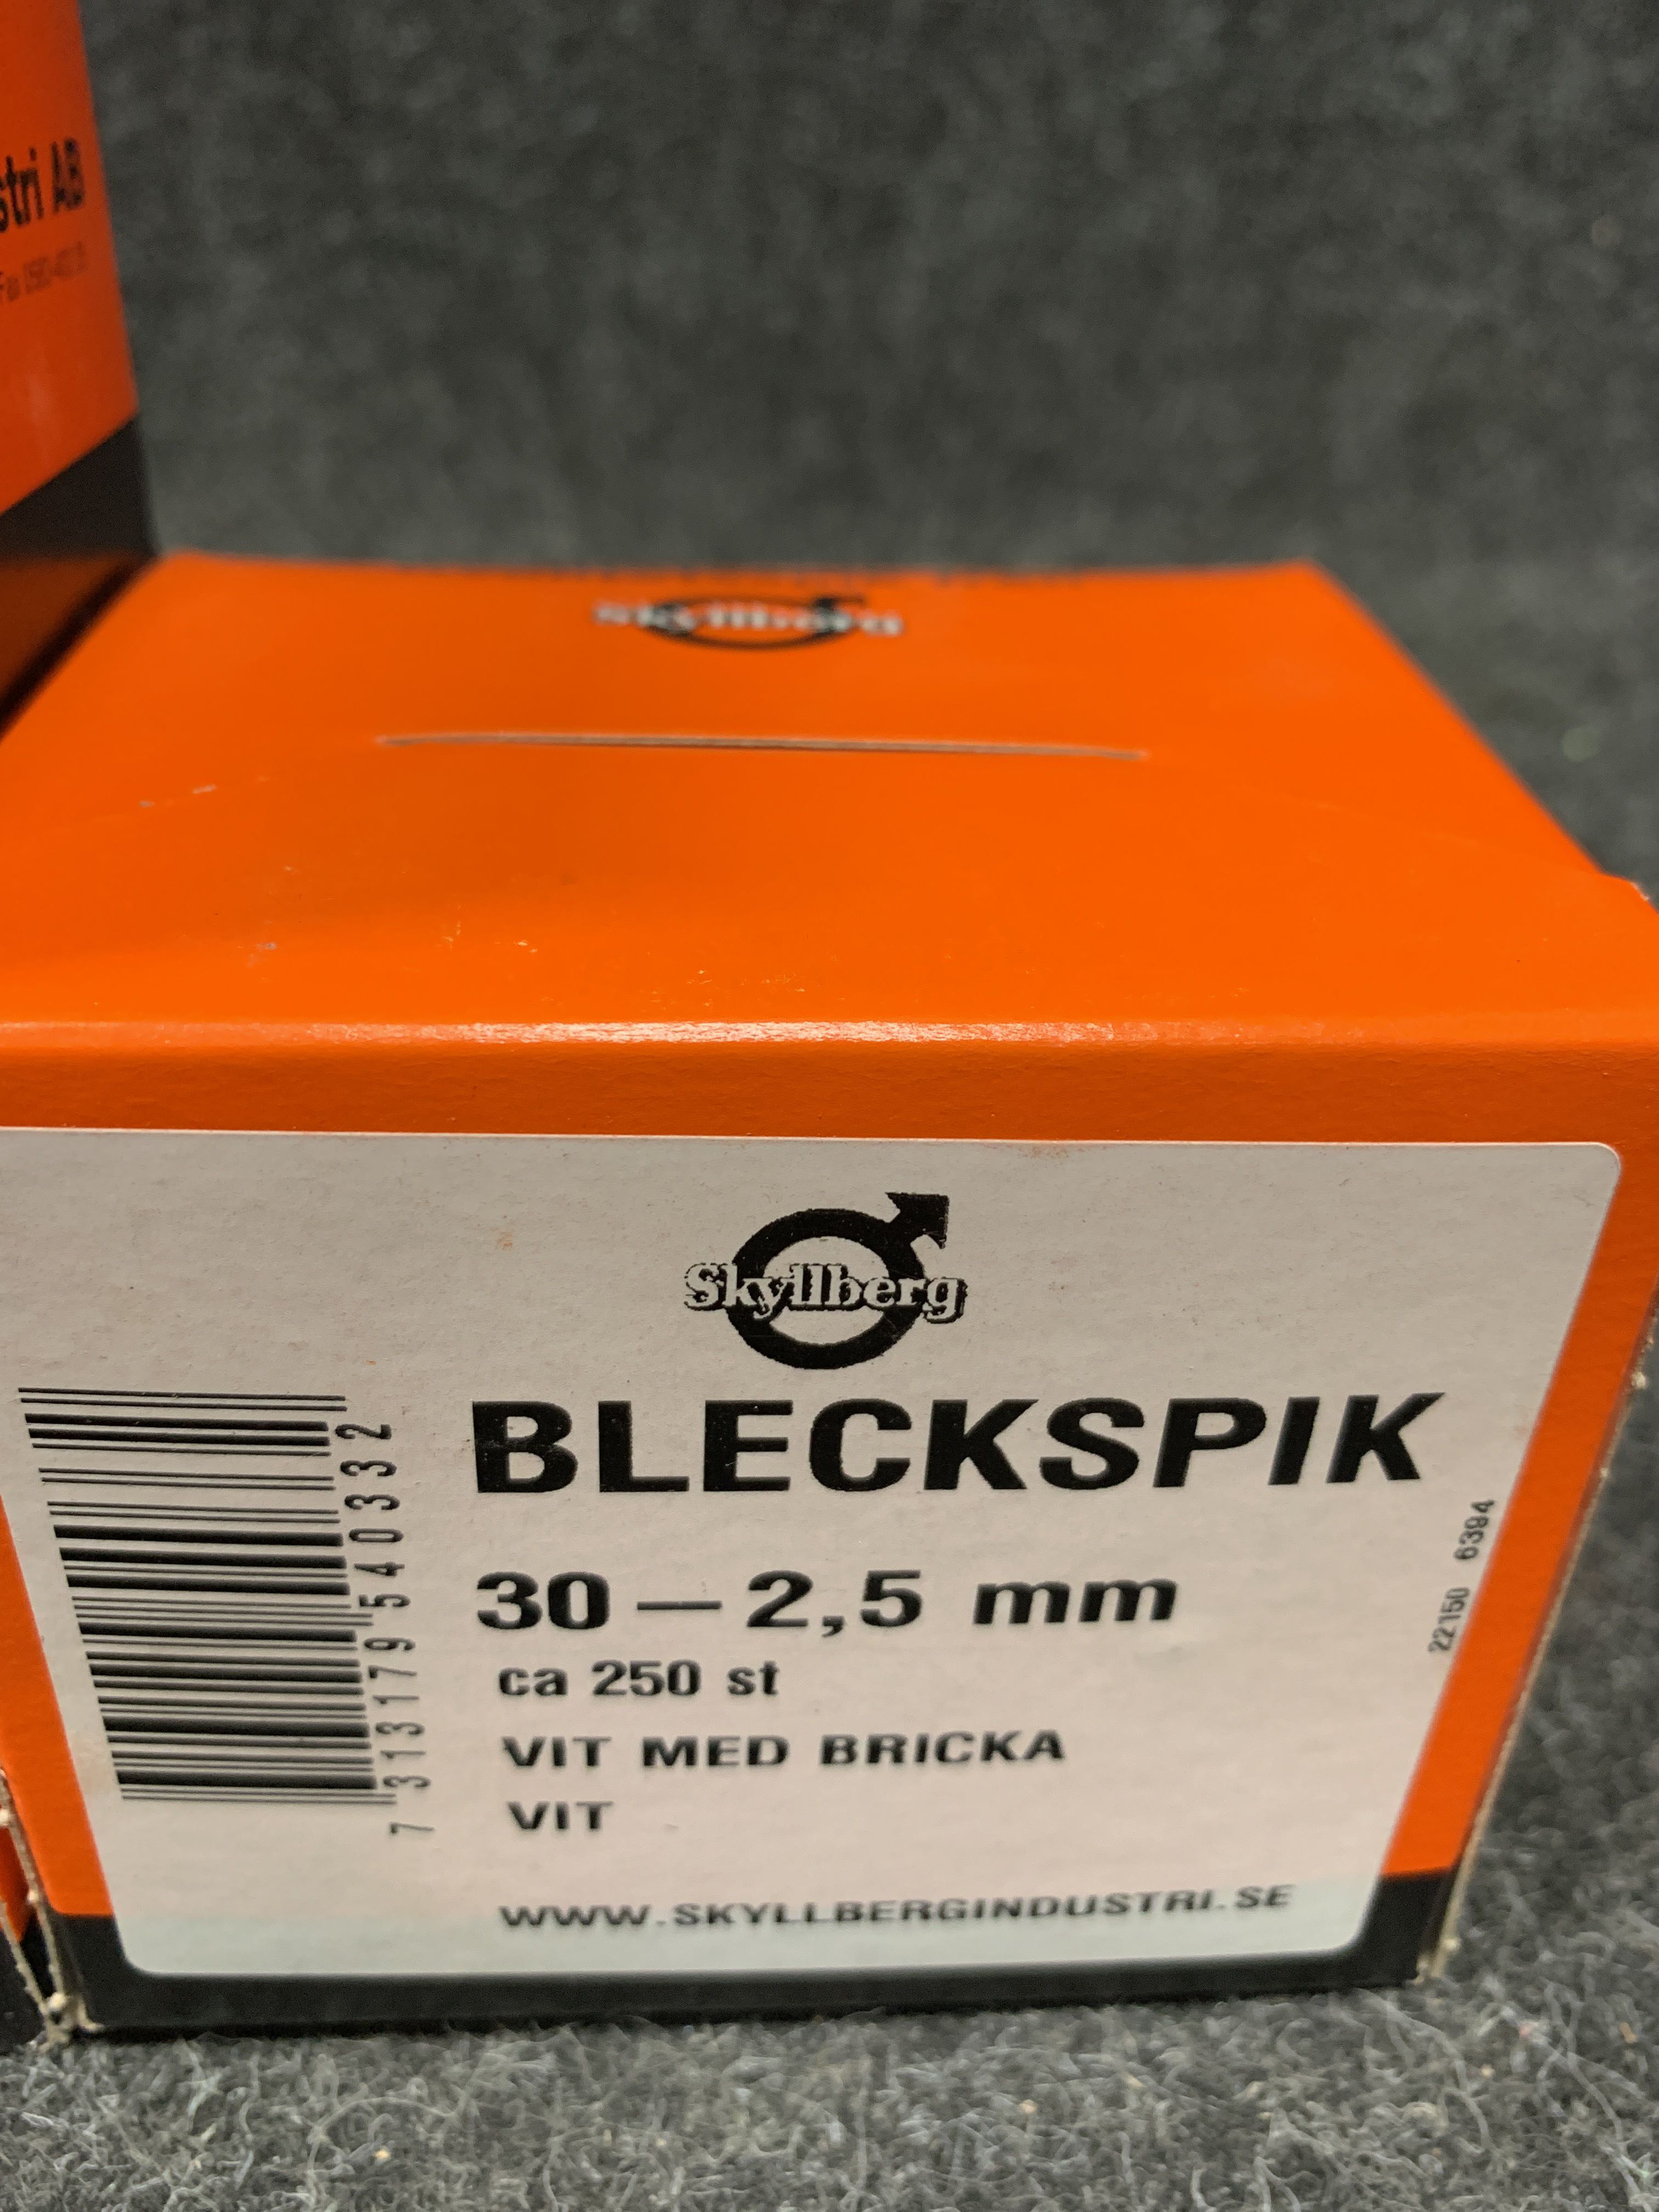 stri AB
Skyllberg
Skyllberg
BLECKSPIK
30 — 2,5 mm
ca 250 st
VIT MED BRICKA
VIT
WWW.SKYLLBERGINDUSTRI.SE
7 313179 540332
22150 6394